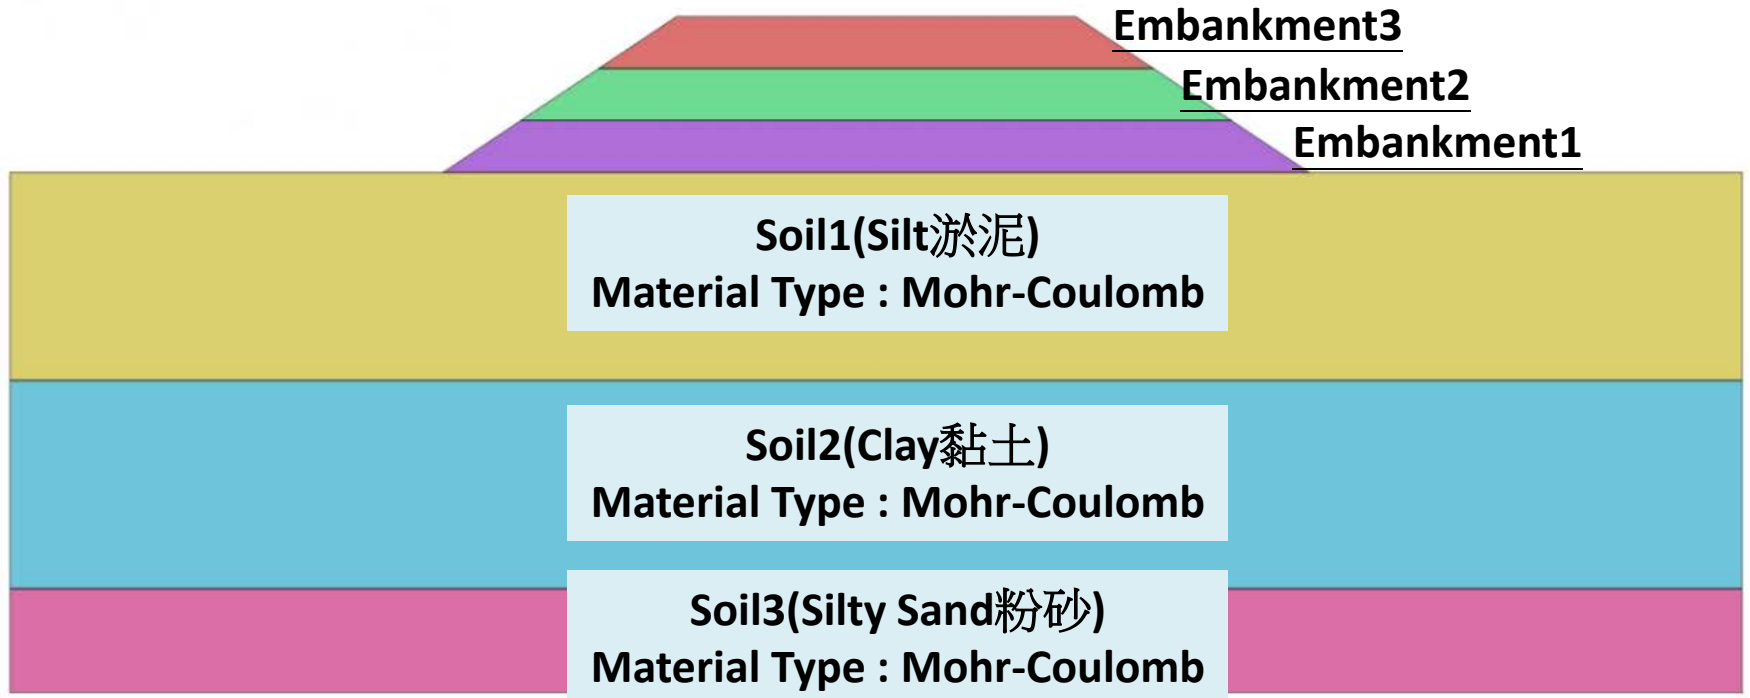 Embankment3
Embankment2
Embankment1
Soil1(Silt淤泥)
Material Type : Mohr-Coulomb
Soil2(Clay黏土)
Material Type : Mohr-Coulomb
Soil3(Silty Sand粉砂)
Material Type : Mohr-Coulomb